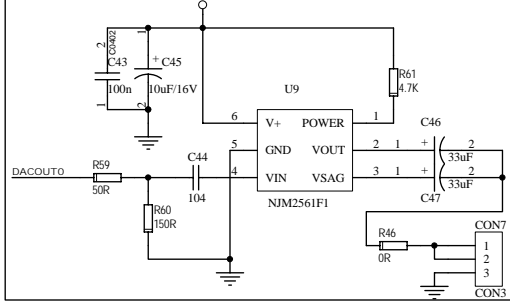 2
C0402
1
C43
100n
1
+
C45
10uF/16V
2
R61
4.7K
U9
6
V+
POWER
1
5
GND
VOUT
2
1
+
C46
2
33uF
4
VIN
VSAG
3
1
+
2
33uF
C47
NJM2561F1
DACOUT0
R59
50R
C44
104
R60
150R
R46
0R
CON7
1
2
3
CON3